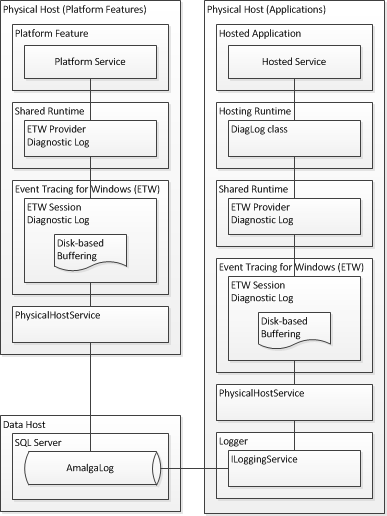 Physical Host (Platform Features)
Platform Feature
Platform Service
Shared Runtime
ETW Provider
Diagnostic Log
Event Tracing for Windows (ETW)
ETW Session
Diagnostic Log
Disk-based
Buffering
PhysicalHostService
Data Host
SQL Server
AmalgaLog
Physical Host (Applications)
Hosted Application
Hosted Service
Hosting Runtime
DiagLog class
Shared Runtime
ETW Provider
Diagnostic Log
Event Tracing for Windows (ETW)
ETW Session
Diagnostic Log
Disk-based
Buffering
PhysicalHostService
Logger
ILoggingService